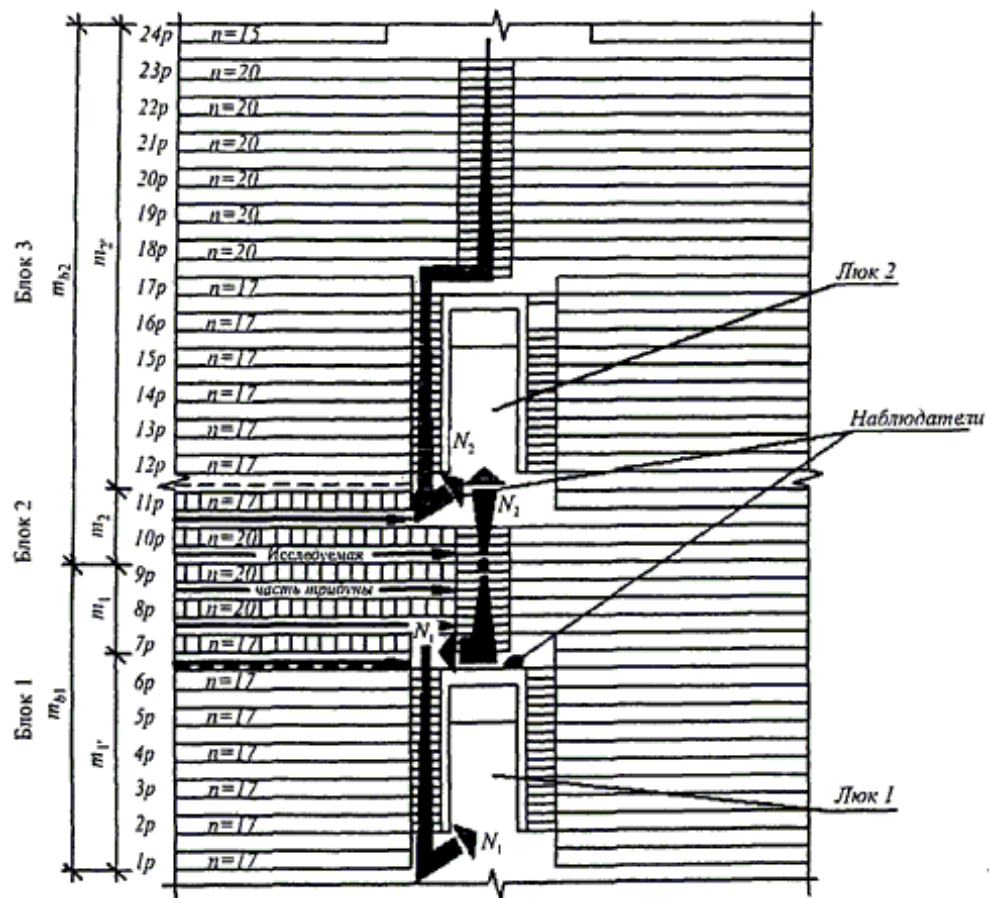 24р n=15
23р n=20
22р n=20
21р n=20
20р n=20
19р n=20
18р n=20
17р n=17
16р n=17
15р n=17
14р n=17
13р n=17
12р n=17
11р n=17
10р n=20
Исследуемая
9р n=20
часть трибуны
8р n=20
7р n=17
6р n=17
5р n=17
4р n=17
3р n=17
2р n=17
1р n=17
Блок 3
Блок 2
Блок 1
m_b2
m_b1
m_2'
m_2
m_1
m_1'
N_2
N_2
N_1
N_1
Люк 2
Наблюдатели
Люк 1